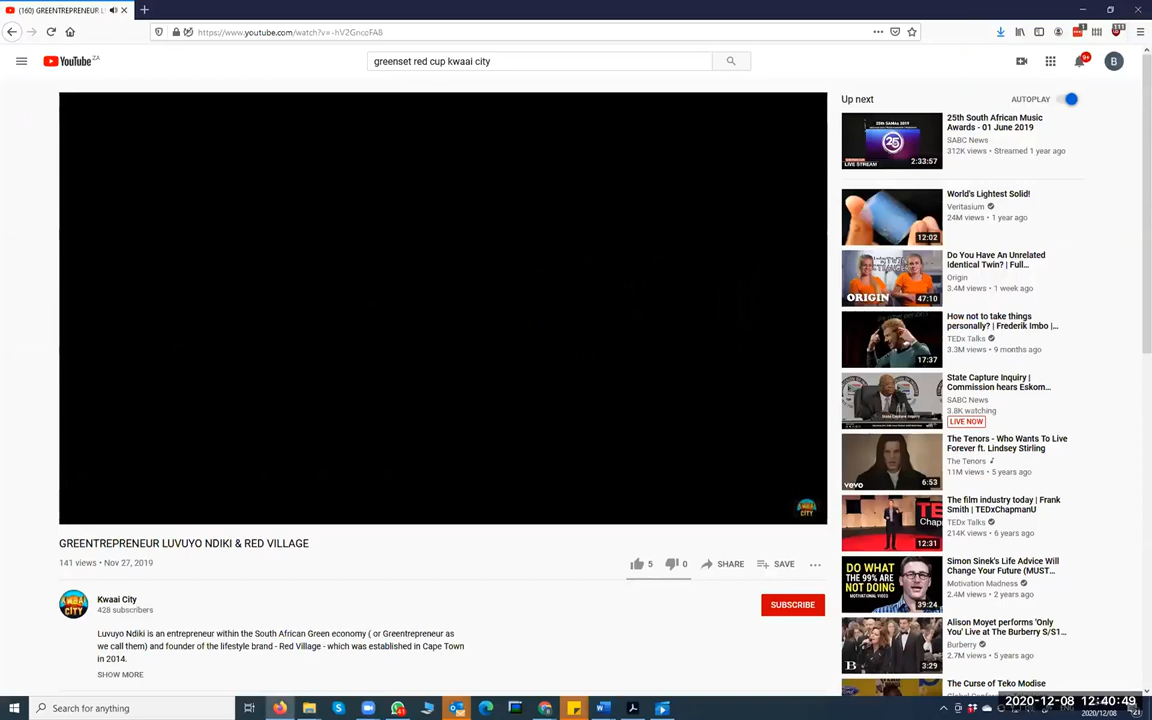 (160) GREENTREPRENEUR L
https://www.youtube.com/watch?v=-hV2GncoFA8
YouTube ZA
greenset red cup kwaai city
9+
B
Up next
AUTOPLAY
25th South African Music
Awards - 01 June 2019
SABC News
312K views • Streamed 1 year ago
LIVE STREAM
2:33:57
World's Lightest Solid!
Veritasium
24M views • 1 year ago
12:02
Do You Have An Unrelated
Identical Twin? | Full...
Origin
3.4M views • 1 week ago
ORIGIN
47:10
How not to take things
personally? | Frederik Imbo |...
TEDx Talks
3.3M views • 9 months ago
17:37
State Capture Inquiry |
Commission hears Eskom...
SABC News
3.8K watching
LIVE NOW
The Tenors - Who Wants To Live
Forever ft. Lindsey Stirling
The Tenors
11M views • 5 years ago
vevo
6:53
The film industry today | Frank
Smith | TEDxChapmanU
TEDx Talks
214K views • 6 years ago
12:31
Simon Sinek's Life Advice Will
Change Your Future (MUST...
Motivation Madness
2.4M views • 2 years ago
DO WHAT
THE 99% ARE
NOT DOING
MOTIVATIONAL VIDEO
39:24
Alison Moyet performs 'Only
You' Live at The Burberry S/S1...
Burberry
2.7M views • 5 years ago
B
3:29
The Curse of Teko Modise
KWAAI
CITY
GREENTREPRENEUR LUVUYO NDIKI & RED VILLAGE
141 views • Nov 27, 2019
5
0
SHARE
SAVE
Kwaai City
428 subscribers
SUBSCRIBE
Luvuyo Ndiki is an entrepreneur within the South African Green economy ( or Greentrepreneur as
we call them) and founder of the lifestyle brand - Red Village - which was established in Cape Town
in 2014.
SHOW MORE
Search for anything
2020-12-08 12:40:49
2020/12/08